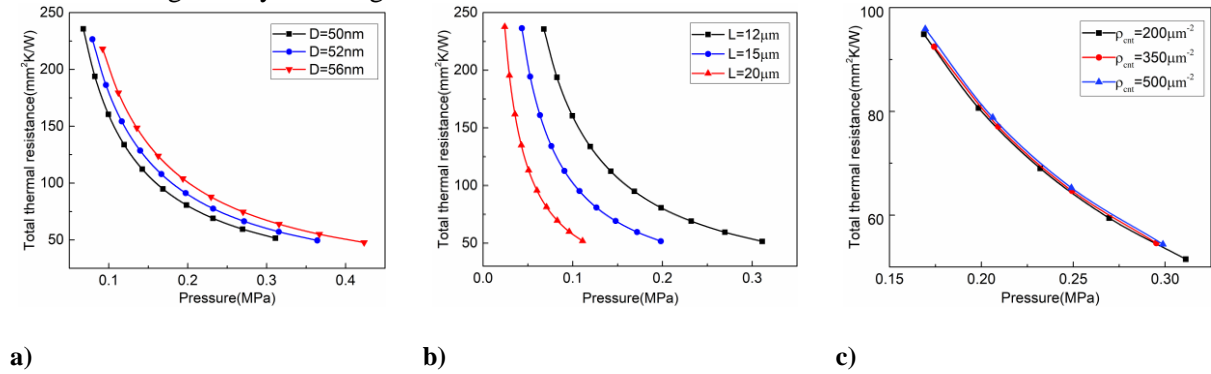 250
200
150
100
50
Total thermal resistance(mm²K/W)
D=50nm
D=52nm
D=56nm
0.1 0.2 0.3 0.4
Pressure(MPa)
250
200
150
100
50
Total thermal resistance(mm²K/W)
L=12μm
L=15μm
L=20μm
0.0 0.1 0.2 0.3
Pressure(MPa)
100
80
60
Total thermal resistance(mm²K/W)
ρcnt=200μm⁻²
ρcnt=350μm⁻²
ρcnt=500μm⁻²
0.15 0.20 0.25 0.30
Pressure(MPa)
a) b) c)